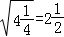 √4 1/4 = 2 1/2